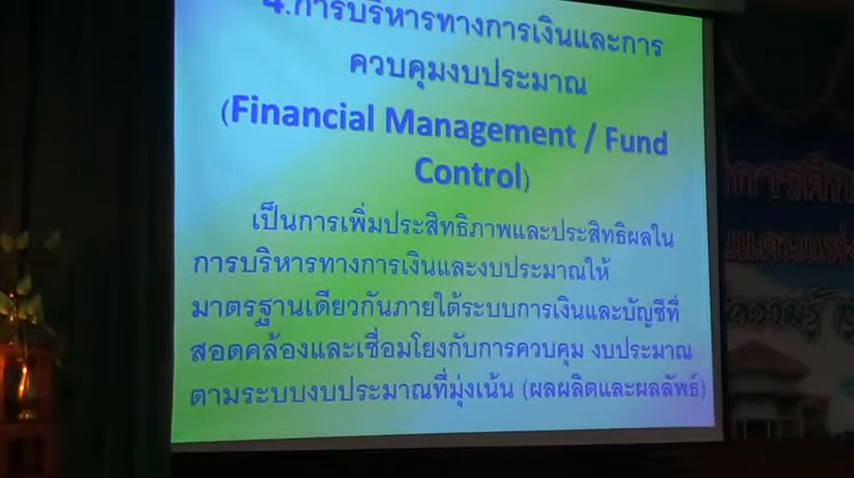 4.การบริหารทางการเงินและการ
ควบคุมงบประมาณ
(Financial Management / Fund
Control)
เป็นการเพิ่มประสิทธิภาพและประสิทธิผลใน
การบริหารทางการเงินและงบประมาณให้
มาตรฐานเดียวกันภายใต้ระบบการเงินและบัญชีที่
สอดคล้องและเชื่อมโยงกับการควบคุม งบประมาณ
ตามระบบงบประมาณที่มุ่งเน้น (ผลผลิตและผลลัพธ์)